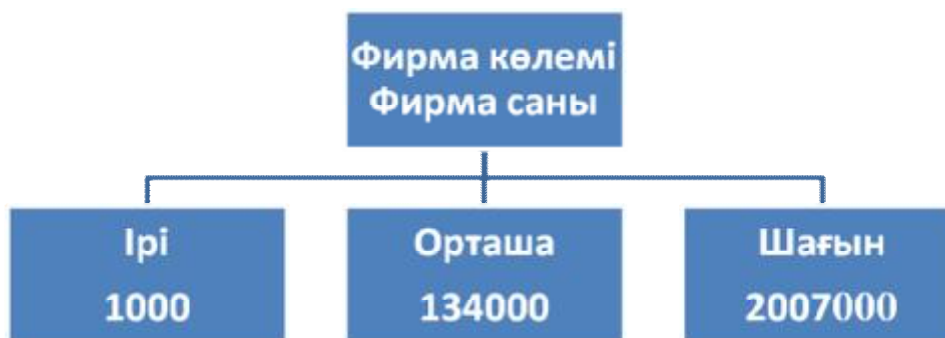 Фирма көлемі
Фирма саны
Ірі
1000
Орташа
134000
Шағын
2007000